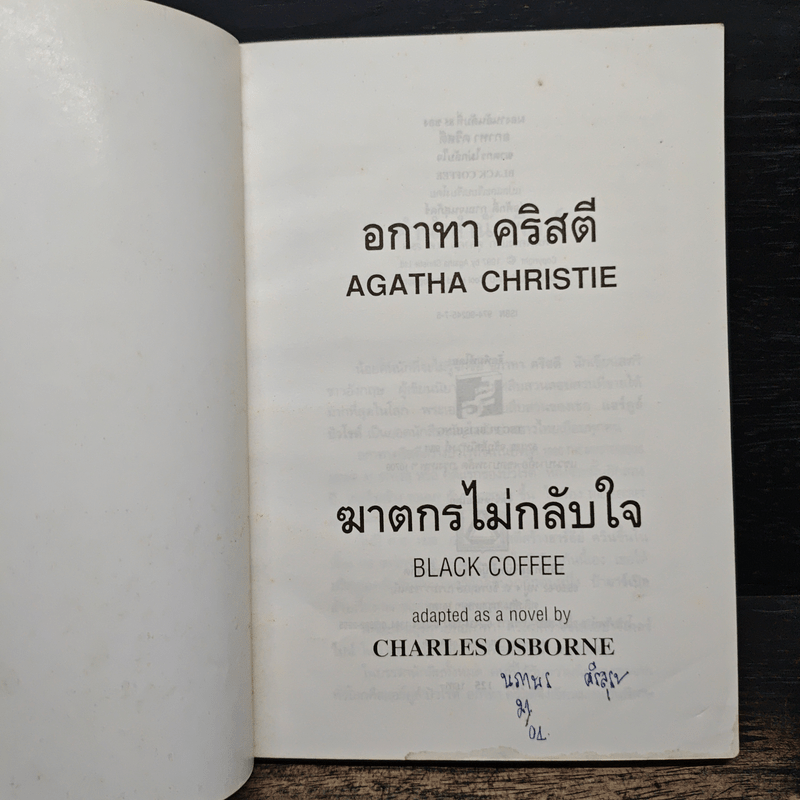 อกาทา คริสตี
AGATHA CHRISTIE
ฆาตกรไม่กลับใจ
BLACK COFFEE
adapted as a novel by
CHARLES OSBORNE